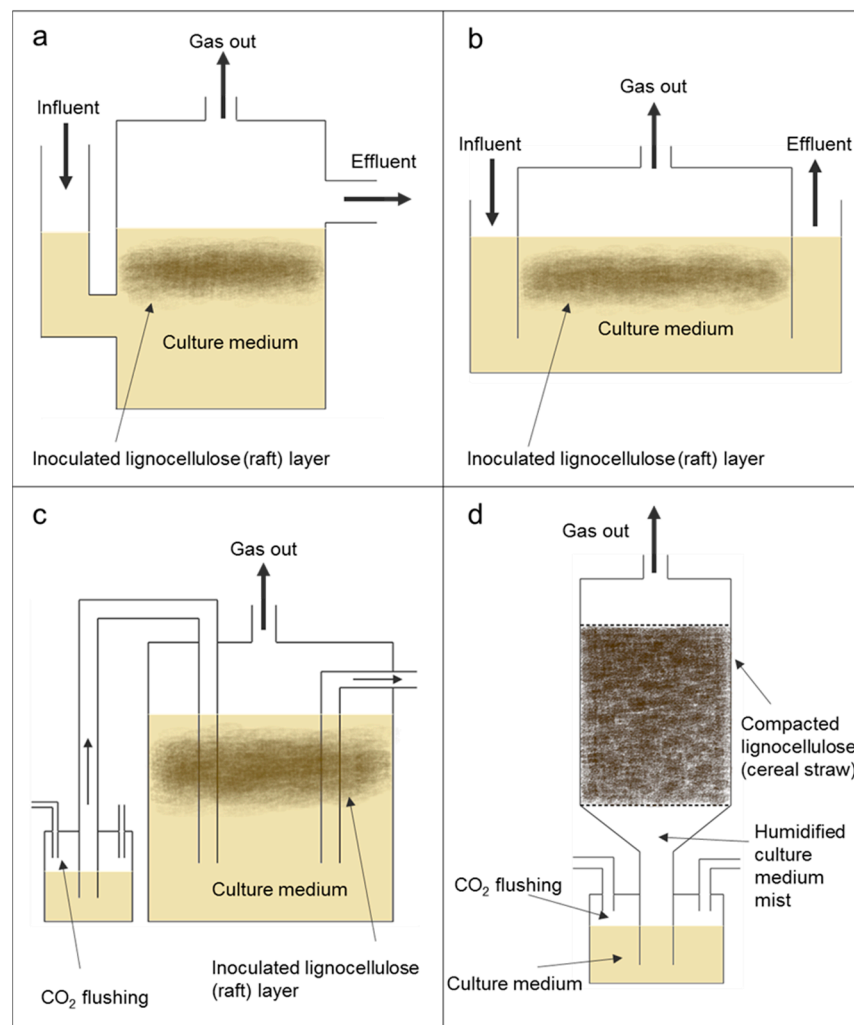 a
Gas out
Influent
Effluent
Culture medium
Inoculated lignocellulose (raft) layer
b
Gas out
Influent
Effluent
Culture medium
Inoculated lignocellulose (raft) layer
c
Gas out
Culture medium
CO₂ flushing
Inoculated lignocellulose
(raft) layer
d
Gas out
Compacted
lignocellulose
(cereal straw)
Humidified
culture
medium
mist
CO₂ flushing
Culture medium